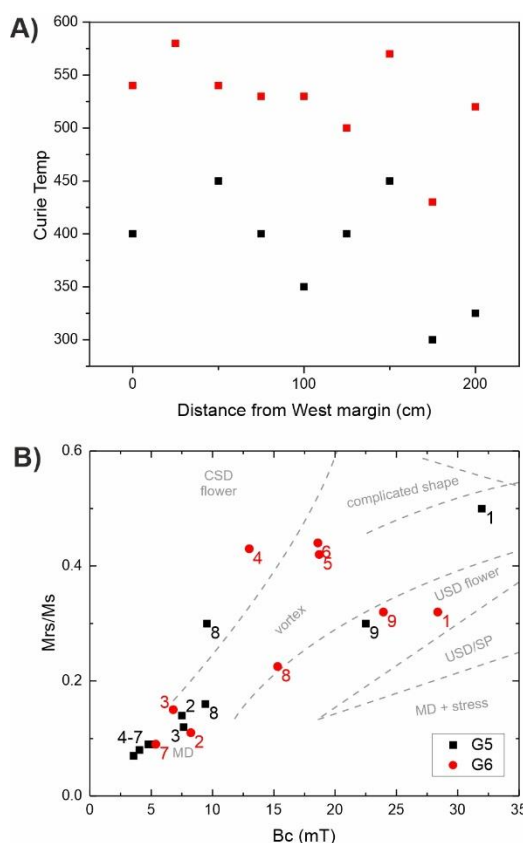 A)
600
550
500
450
400
350
300
Curie Temp
0
100
200
Distance from West margin (cm)
B)
0.6
0.4
0.2
0.0
Mrs/Ms
CSD
flower
complicated shape
1
4
6
5
vortex
USD flower
8
9
9
1
USD/SP
8
3
2
8
MD + stress
4-7
3
2
7
MD
G5
G6
0
5
10
15
20
25
30
35
Bc (mT)